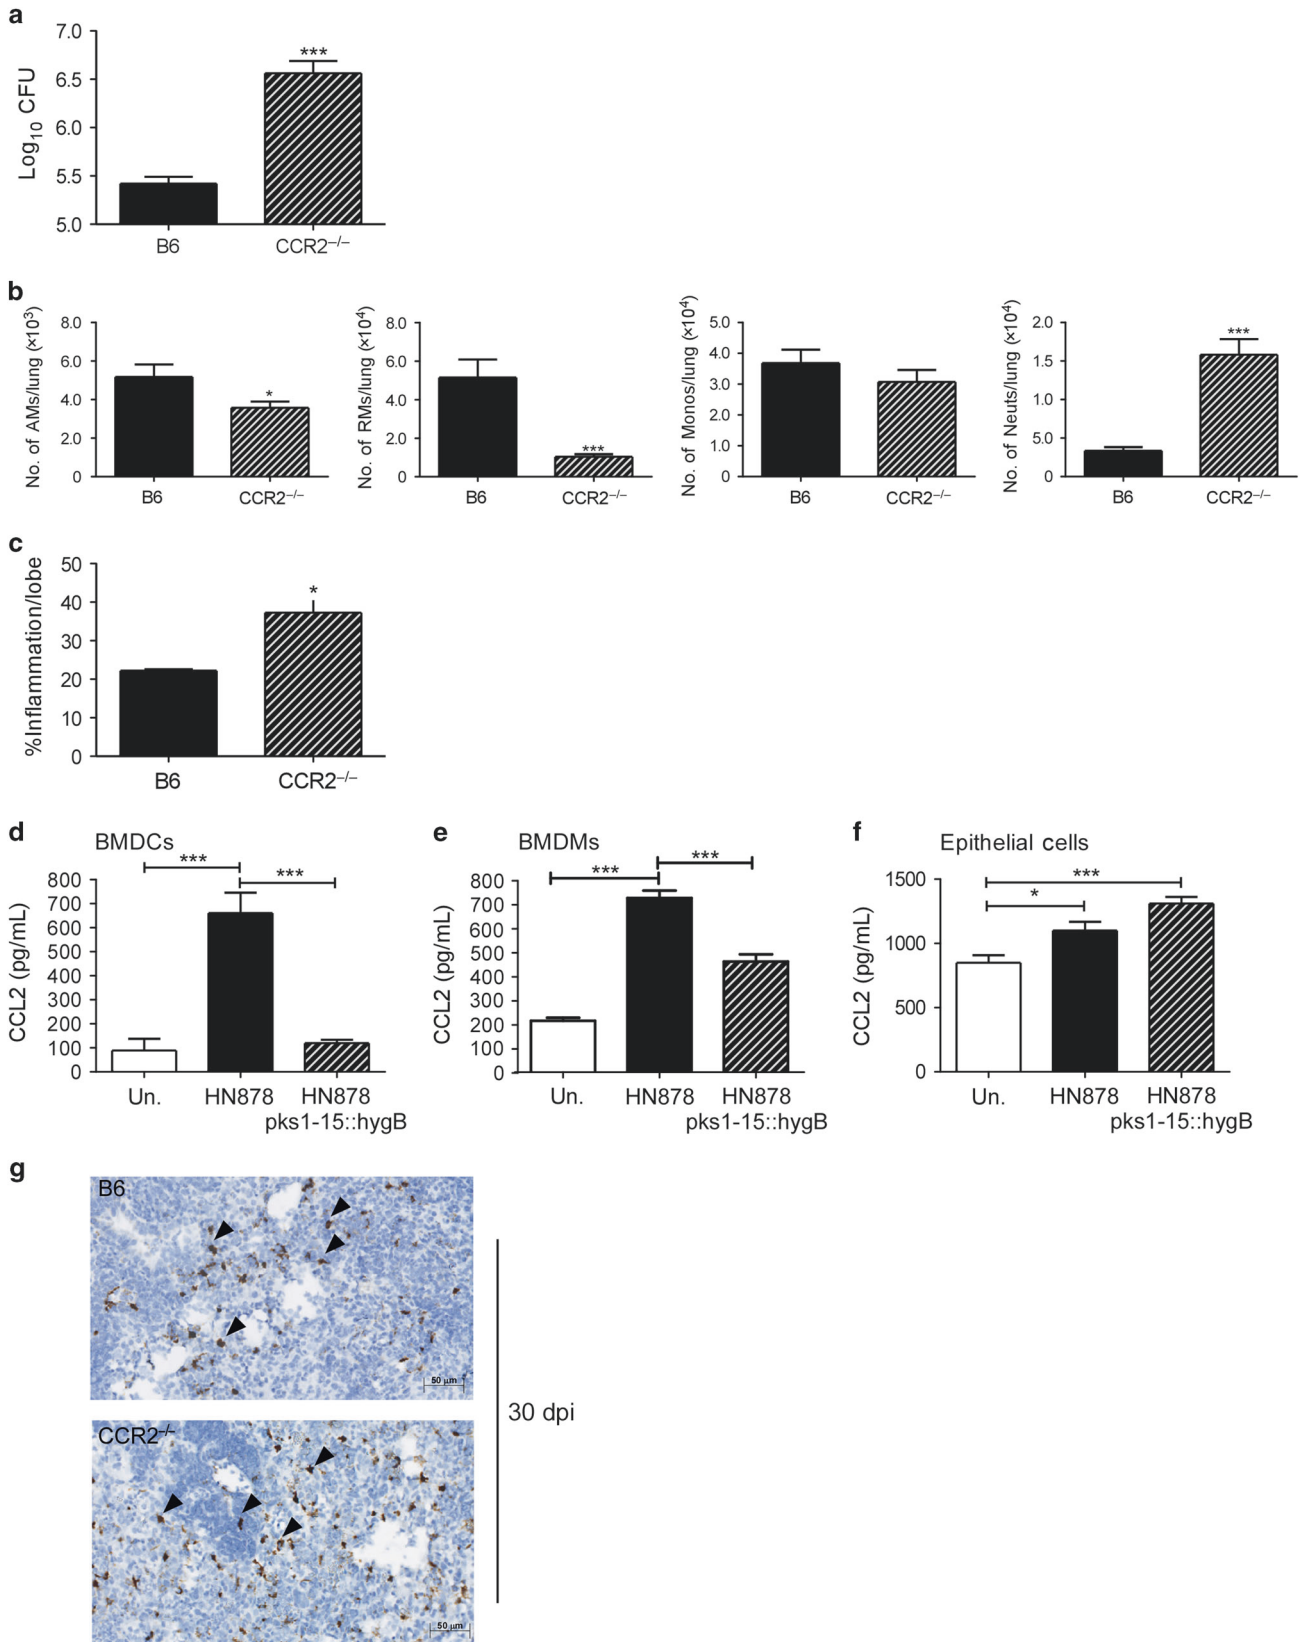 a
Log10 CFU
7.0
6.5
6.0
5.5
5.0
***
B6
CCR2–/–
b
No. of AMs/lung (×10³)
8.0
6.0
4.0
2.0
0
*
B6
CCR2–/–
No. of RMs/lung (×10⁴)
8.0
6.0
4.0
2.0
0
***
B6
CCR2–/–
No. of Monos/lung (×10⁴)
5.0
4.0
3.0
2.0
1.0
0
B6
CCR2–/–
No. of Neuts/lung (×10⁴)
2.0
1.5
1.0
5.0
0
***
B6
CCR2–/–
c
%Inflammation/lobe
50
40
30
20
10
0
*
B6
CCR2–/–
d
BMDCs
CCL2 (pg/mL)
800
700
600
500
400
300
200
100
0
***
***
Un.
HN878
HN878
pks1-15::hygB
e
BMDMs
CCL2 (pg/mL)
800
700
600
500
400
300
200
100
0
***
***
Un.
HN878
HN878
pks1-15::hygB
f
Epithelial cells
CCL2 (pg/mL)
1500
1000
500
0
***
*
Un.
HN878
HN878
pks1-15::hygB
g
B6
50 µm
CCR2–/–
50 µm
30 dpi